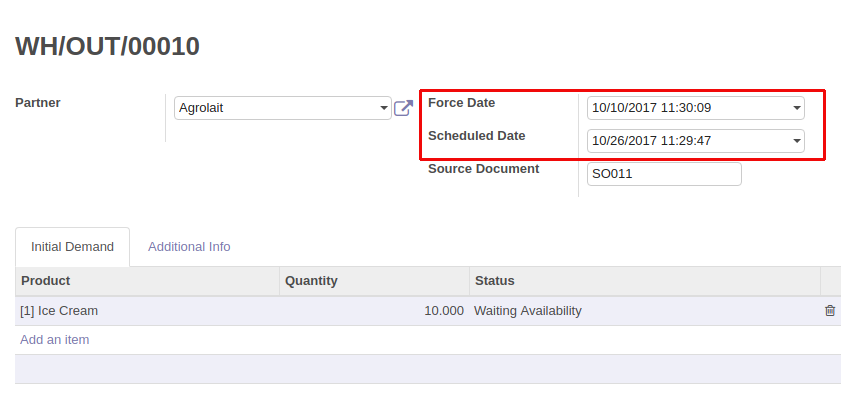 WH/OUT/00010
Partner Agrolait
Force Date 10/10/2017 11:30:09
Scheduled Date 10/26/2017 11:29:47
Source Document SO011
Initial Demand Additional Info
Product Quantity Status
[1] Ice Cream 10.000 Waiting Availability
Add an item